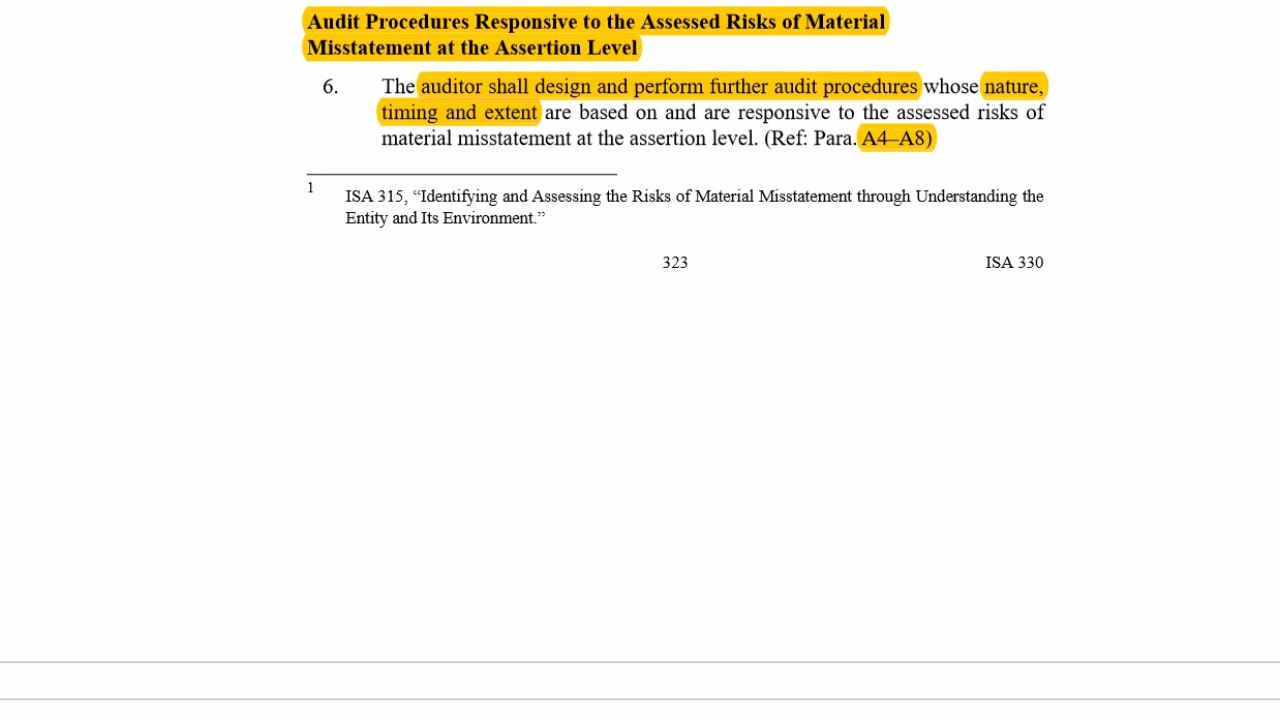 Audit Procedures Responsive to the Assessed Risks of Material
Misstatement at the Assertion Level
6. The auditor shall design and perform further audit procedures whose nature,
timing and extent are based on and are responsive to the assessed risks of
material misstatement at the assertion level. (Ref: Para. A4–A8)
1 ISA 315, “Identifying and Assessing the Risks of Material Misstatement through Understanding the
Entity and Its Environment.”
323 ISA 330